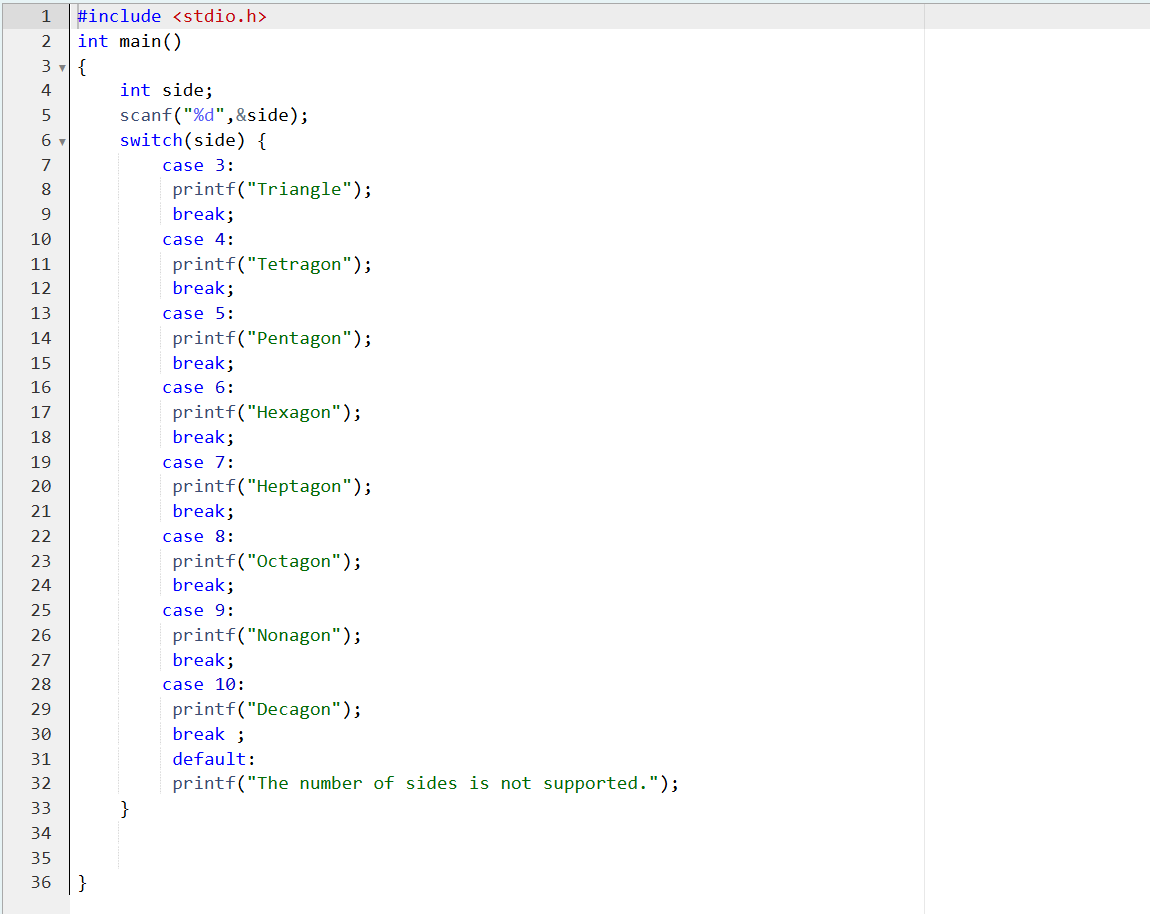 1 #include <stdio.h>
2 int main()
3 {
4     int side;
5     scanf("%d",&side);
6     switch(side) {
7         case 3:
8          printf("Triangle");
9          break;
10         case 4:
11          printf("Tetragon");
12          break;
13         case 5:
14          printf("Pentagon");
15          break;
16         case 6:
17          printf("Hexagon");
18          break;
19         case 7:
20          printf("Heptagon");
21          break;
22         case 8:
23          printf("Octagon");
24          break;
25         case 9:
26          printf("Nonagon");
27          break;
28         case 10:
29          printf("Decagon");
30          break ;
31          default:
32          printf("The number of sides is not supported.");
33     }
34
35
36 }